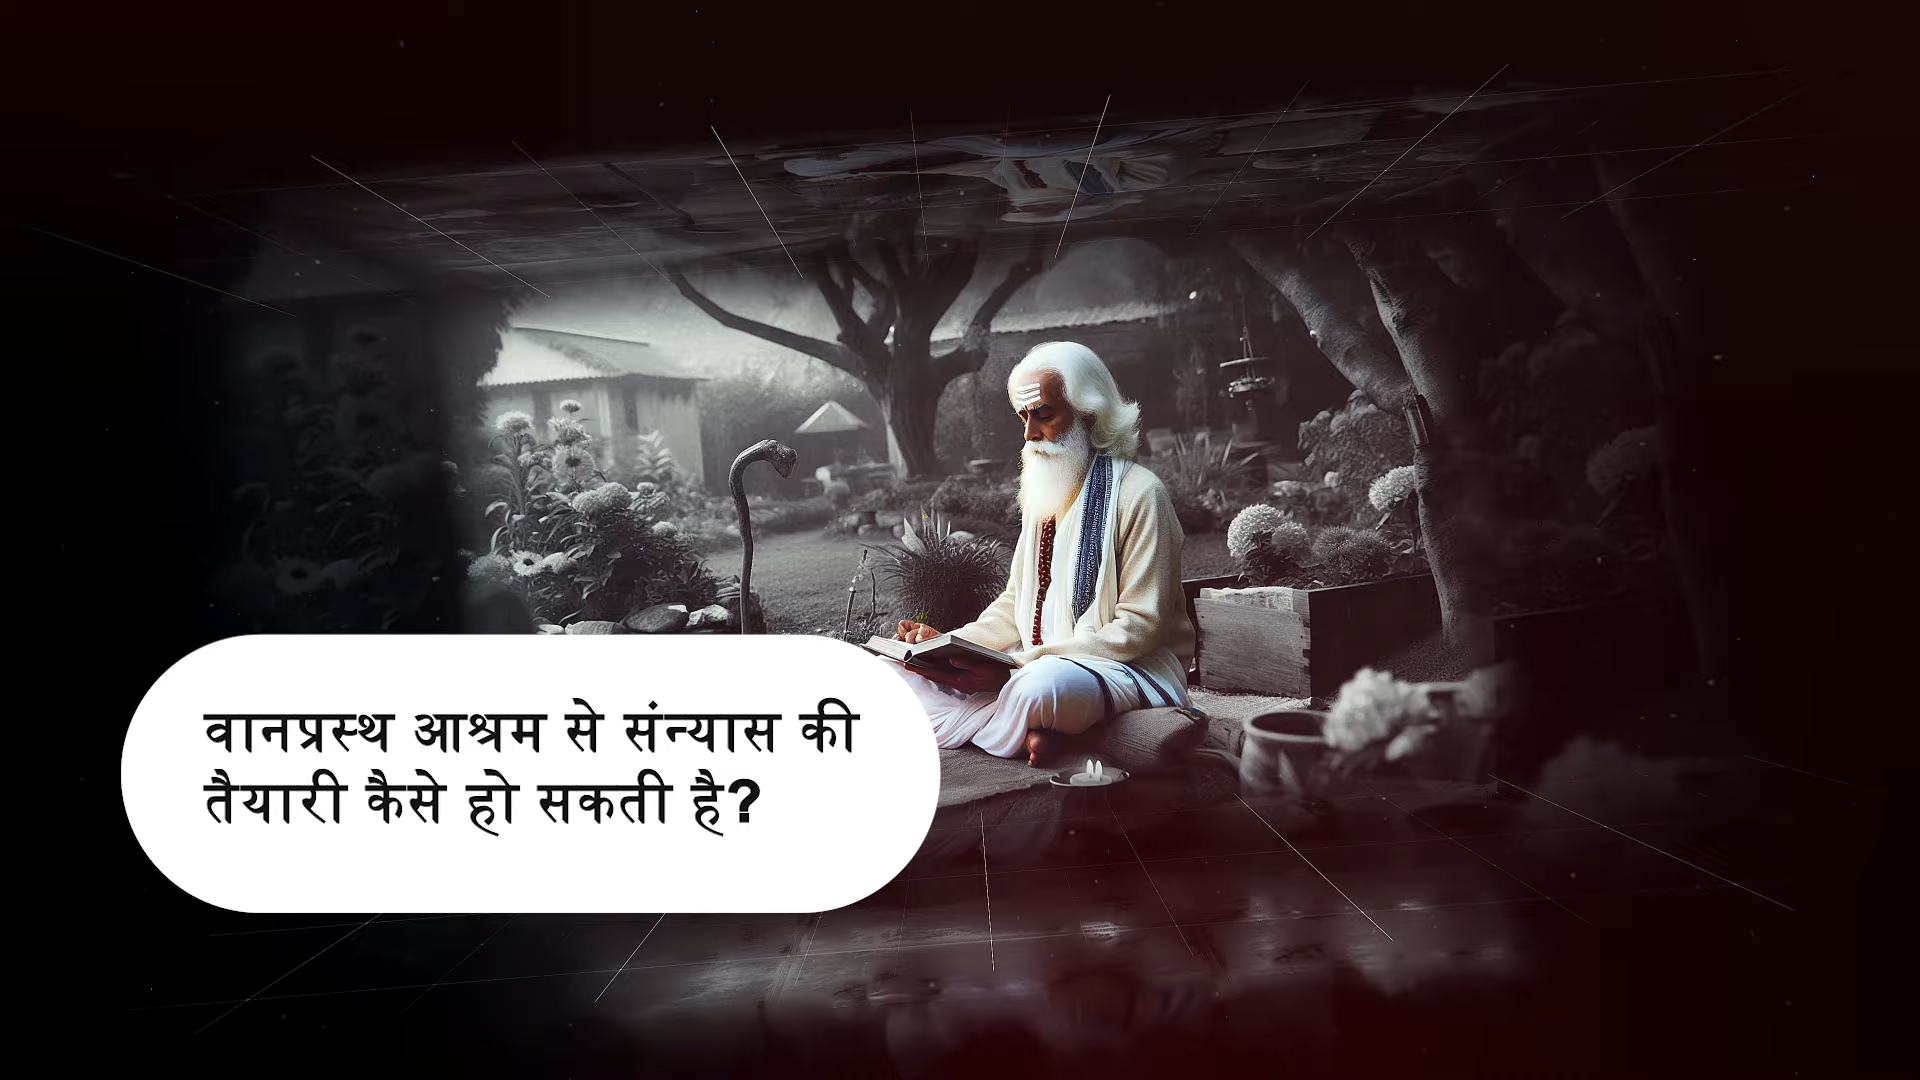 वानप्रस्थ आश्रम से संन्यास की
तैयारी कैसे हो सकती है?